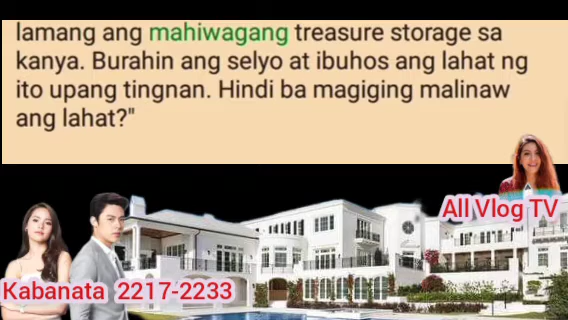 lamang ang mahiwagang treasure storage sa
kanya. Burahin ang selyo at ibuhos ang lahat ng
ito upang tingnan. Hindi ba magiging malinaw
ang lahat?"
All Vlog TV
Kabanata 2217-2233